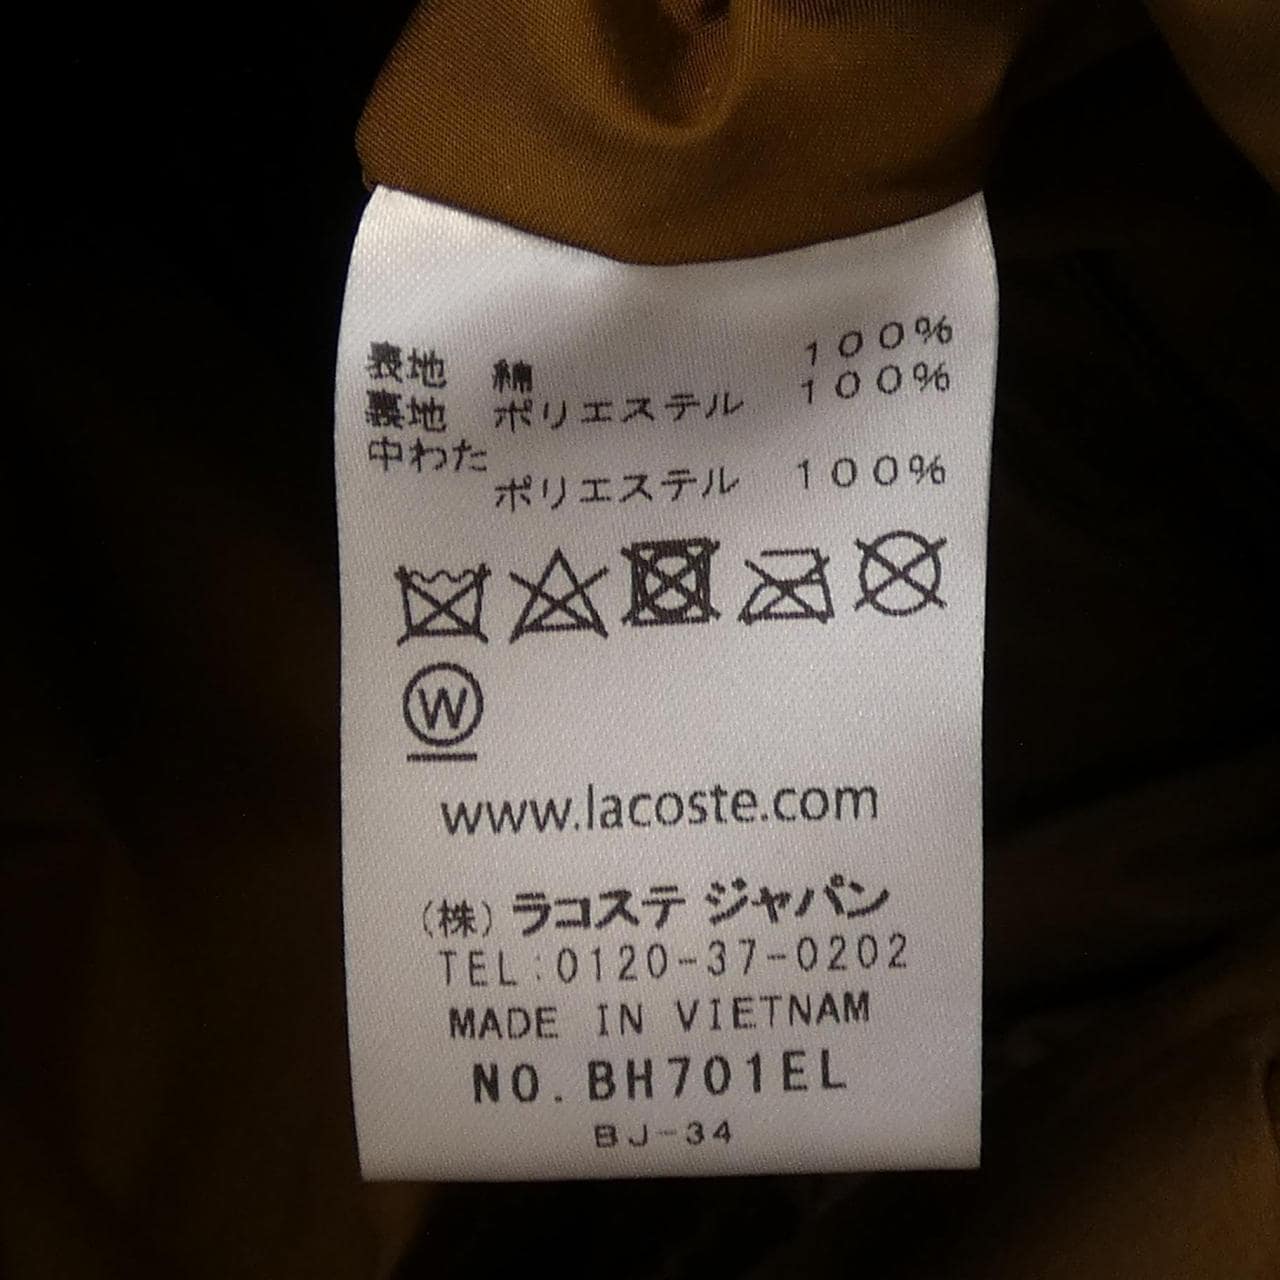 表地 綿 100%
裏地 ポリエステル 100%
中わた
ポリエステル 100%
W
www.lacoste.com
(株) ラコステ ジャパン
TEL:0120-37-0202
MADE IN VIETNAM
NO. BH701EL
BJ-34